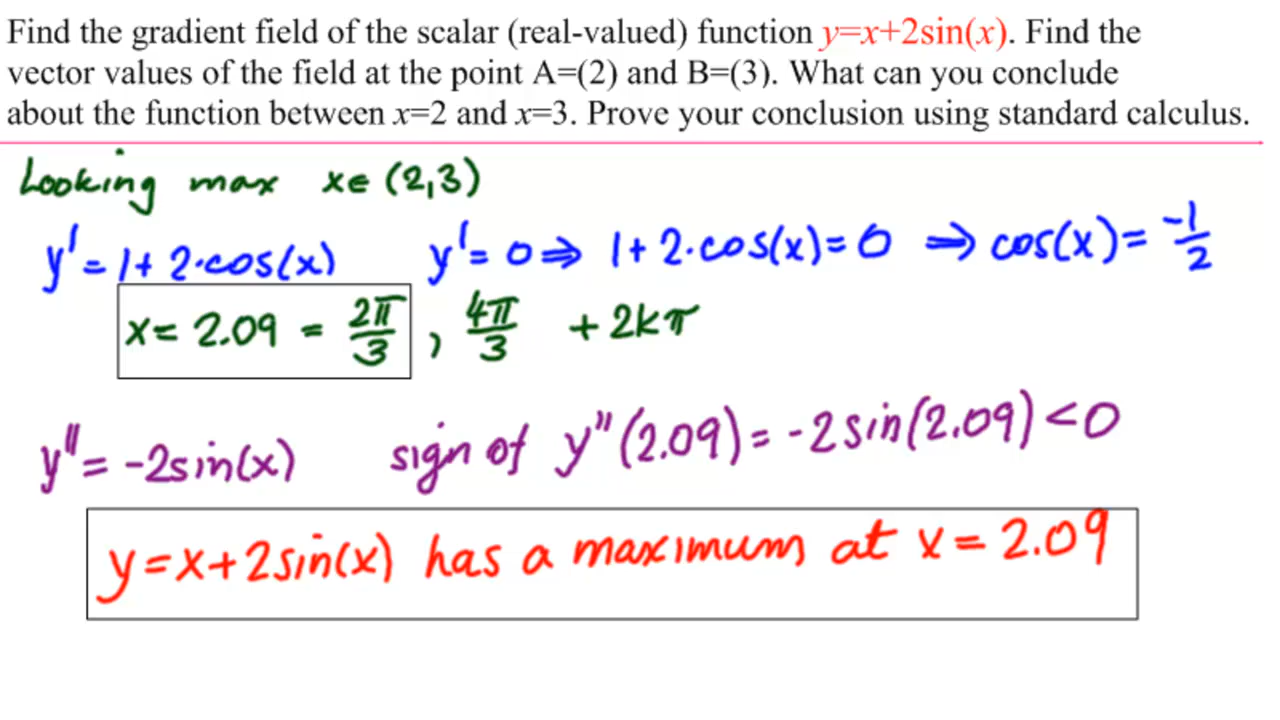 Find the gradient field of the scalar (real-valued) function y=x+2sin(x). Find the
vector values of the field at the point A=(2) and B=(3). What can you conclude
about the function between x=2 and x=3. Prove your conclusion using standard calculus.
Looking max x∈(2,3)
y' = 1+2·cos(x) y'=0⇒ 1+2·cos(x)=0 ⇒ cos(x)= -1/2
x= 2.09 = 2π/3 , 4π/3 +2kπ
y''= -2sin(x) sign of y''(2.09)= -2sin(2.09)<0
y=x+2sin(x) has a maximum at x=2.09